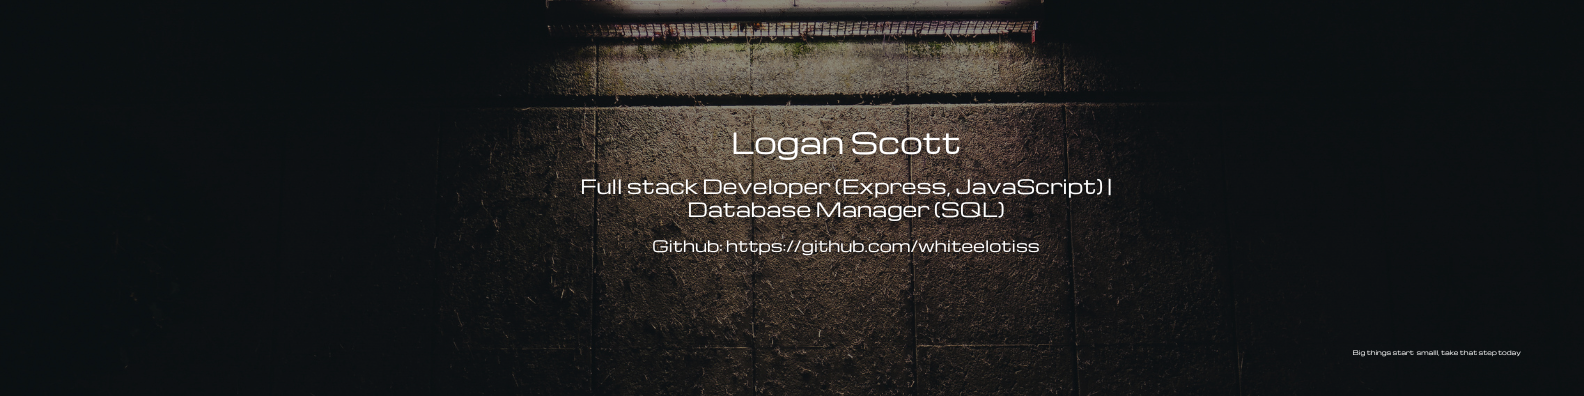 Logan Scott
Full stack Developer (Express, JavaScript) |
Database Manager (SQL)
Github: https://github.com/whiteelotiss
Big things start smalll, take that step today